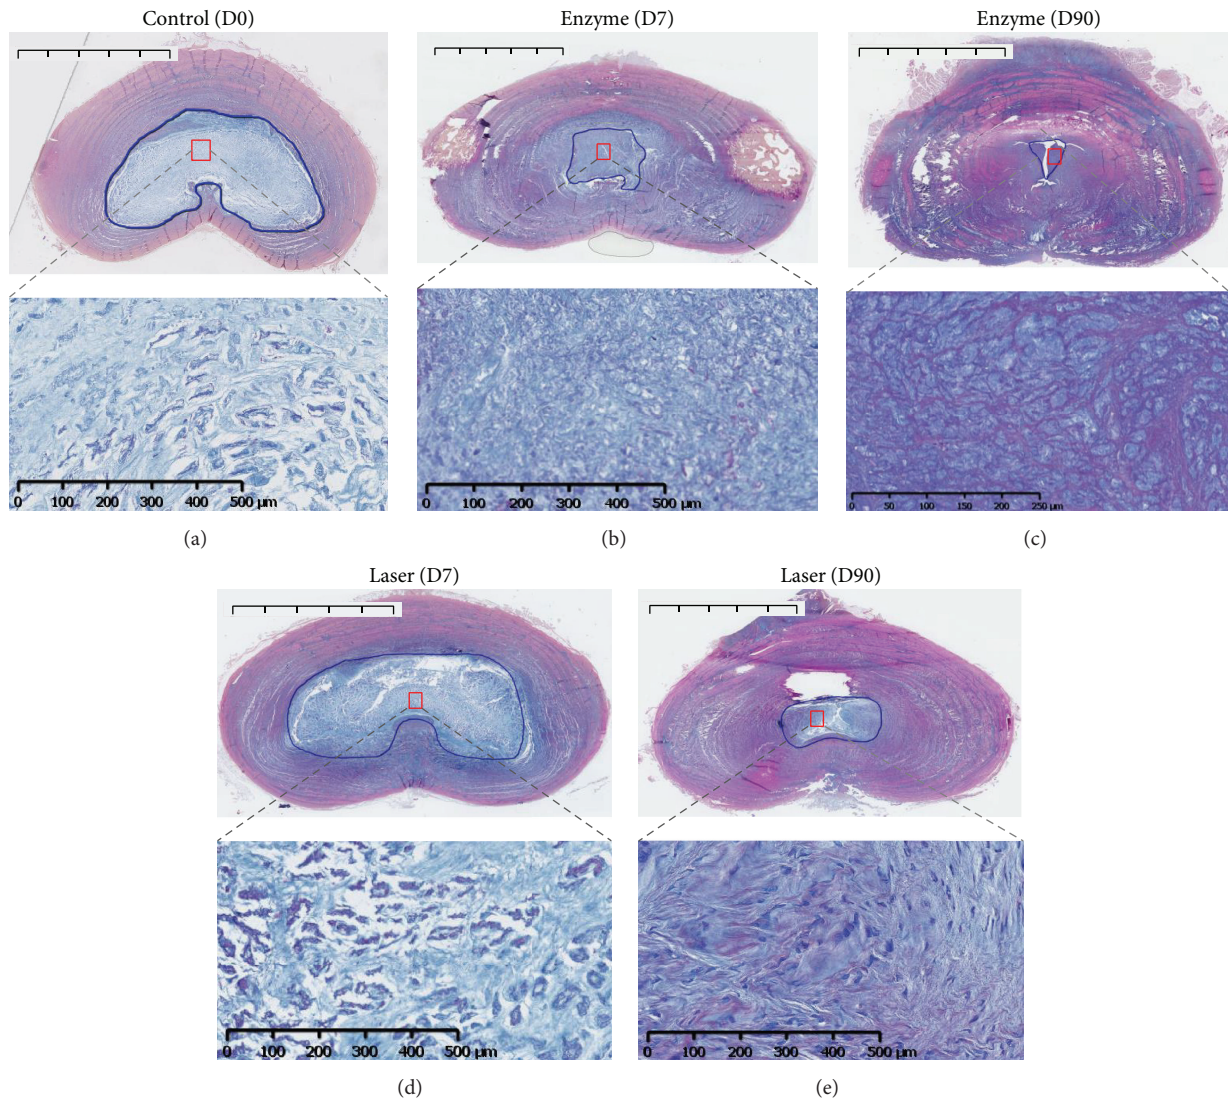 Control (D0)
Enzyme (D7)
Enzyme (D90)
0 100 200 300 400 500 µm
0 100 200 300 400 500 µm
0 50 100 150 200 250 µm
(a)
(b)
(c)
Laser (D7)
Laser (D90)
0 100 200 300 400 500 µm
0 100 200 300 400 500 µm
(d)
(e)